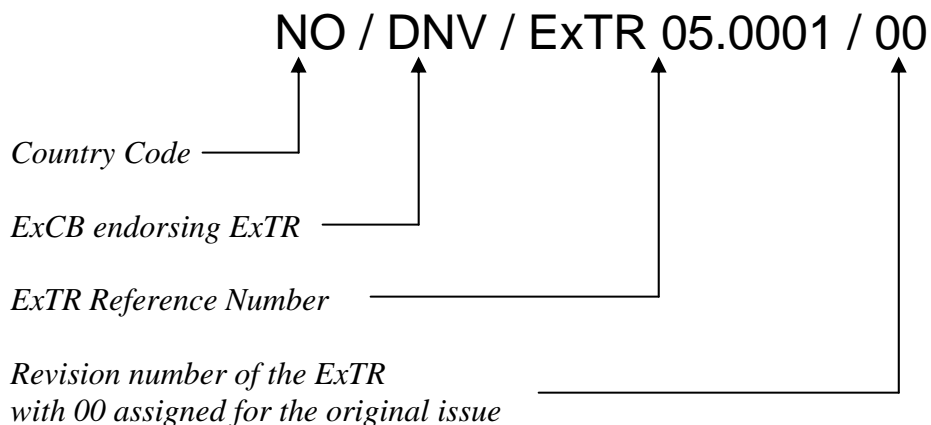 NO / DNV / ExTR 05.0001 / 00
Country Code
ExCB endorsing ExTR
ExTR Reference Number
Revision number of the ExTR
with 00 assigned for the original issue